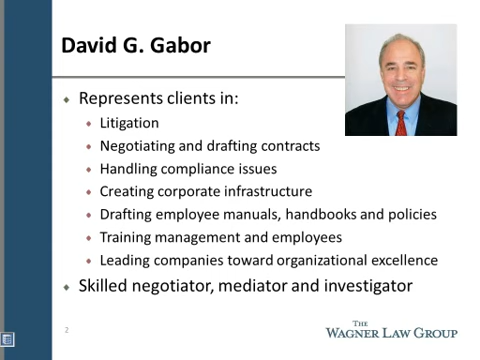 David G. Gabor
Represents clients in:
Litigation
Negotiating and drafting contracts
Handling compliance issues
Creating corporate infrastructure
Drafting employee manuals, handbooks and policies
Training management and employees
Leading companies toward organizational excellence
Skilled negotiator, mediator and investigator
2
THE
WAGNER LAW GROUP